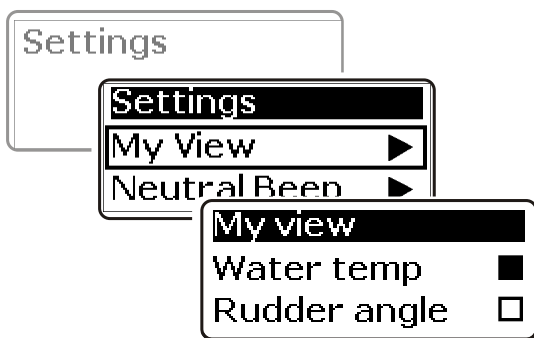 Settings
Settings
My View
Neutral Beep
My view
Water temp
Rudder angle